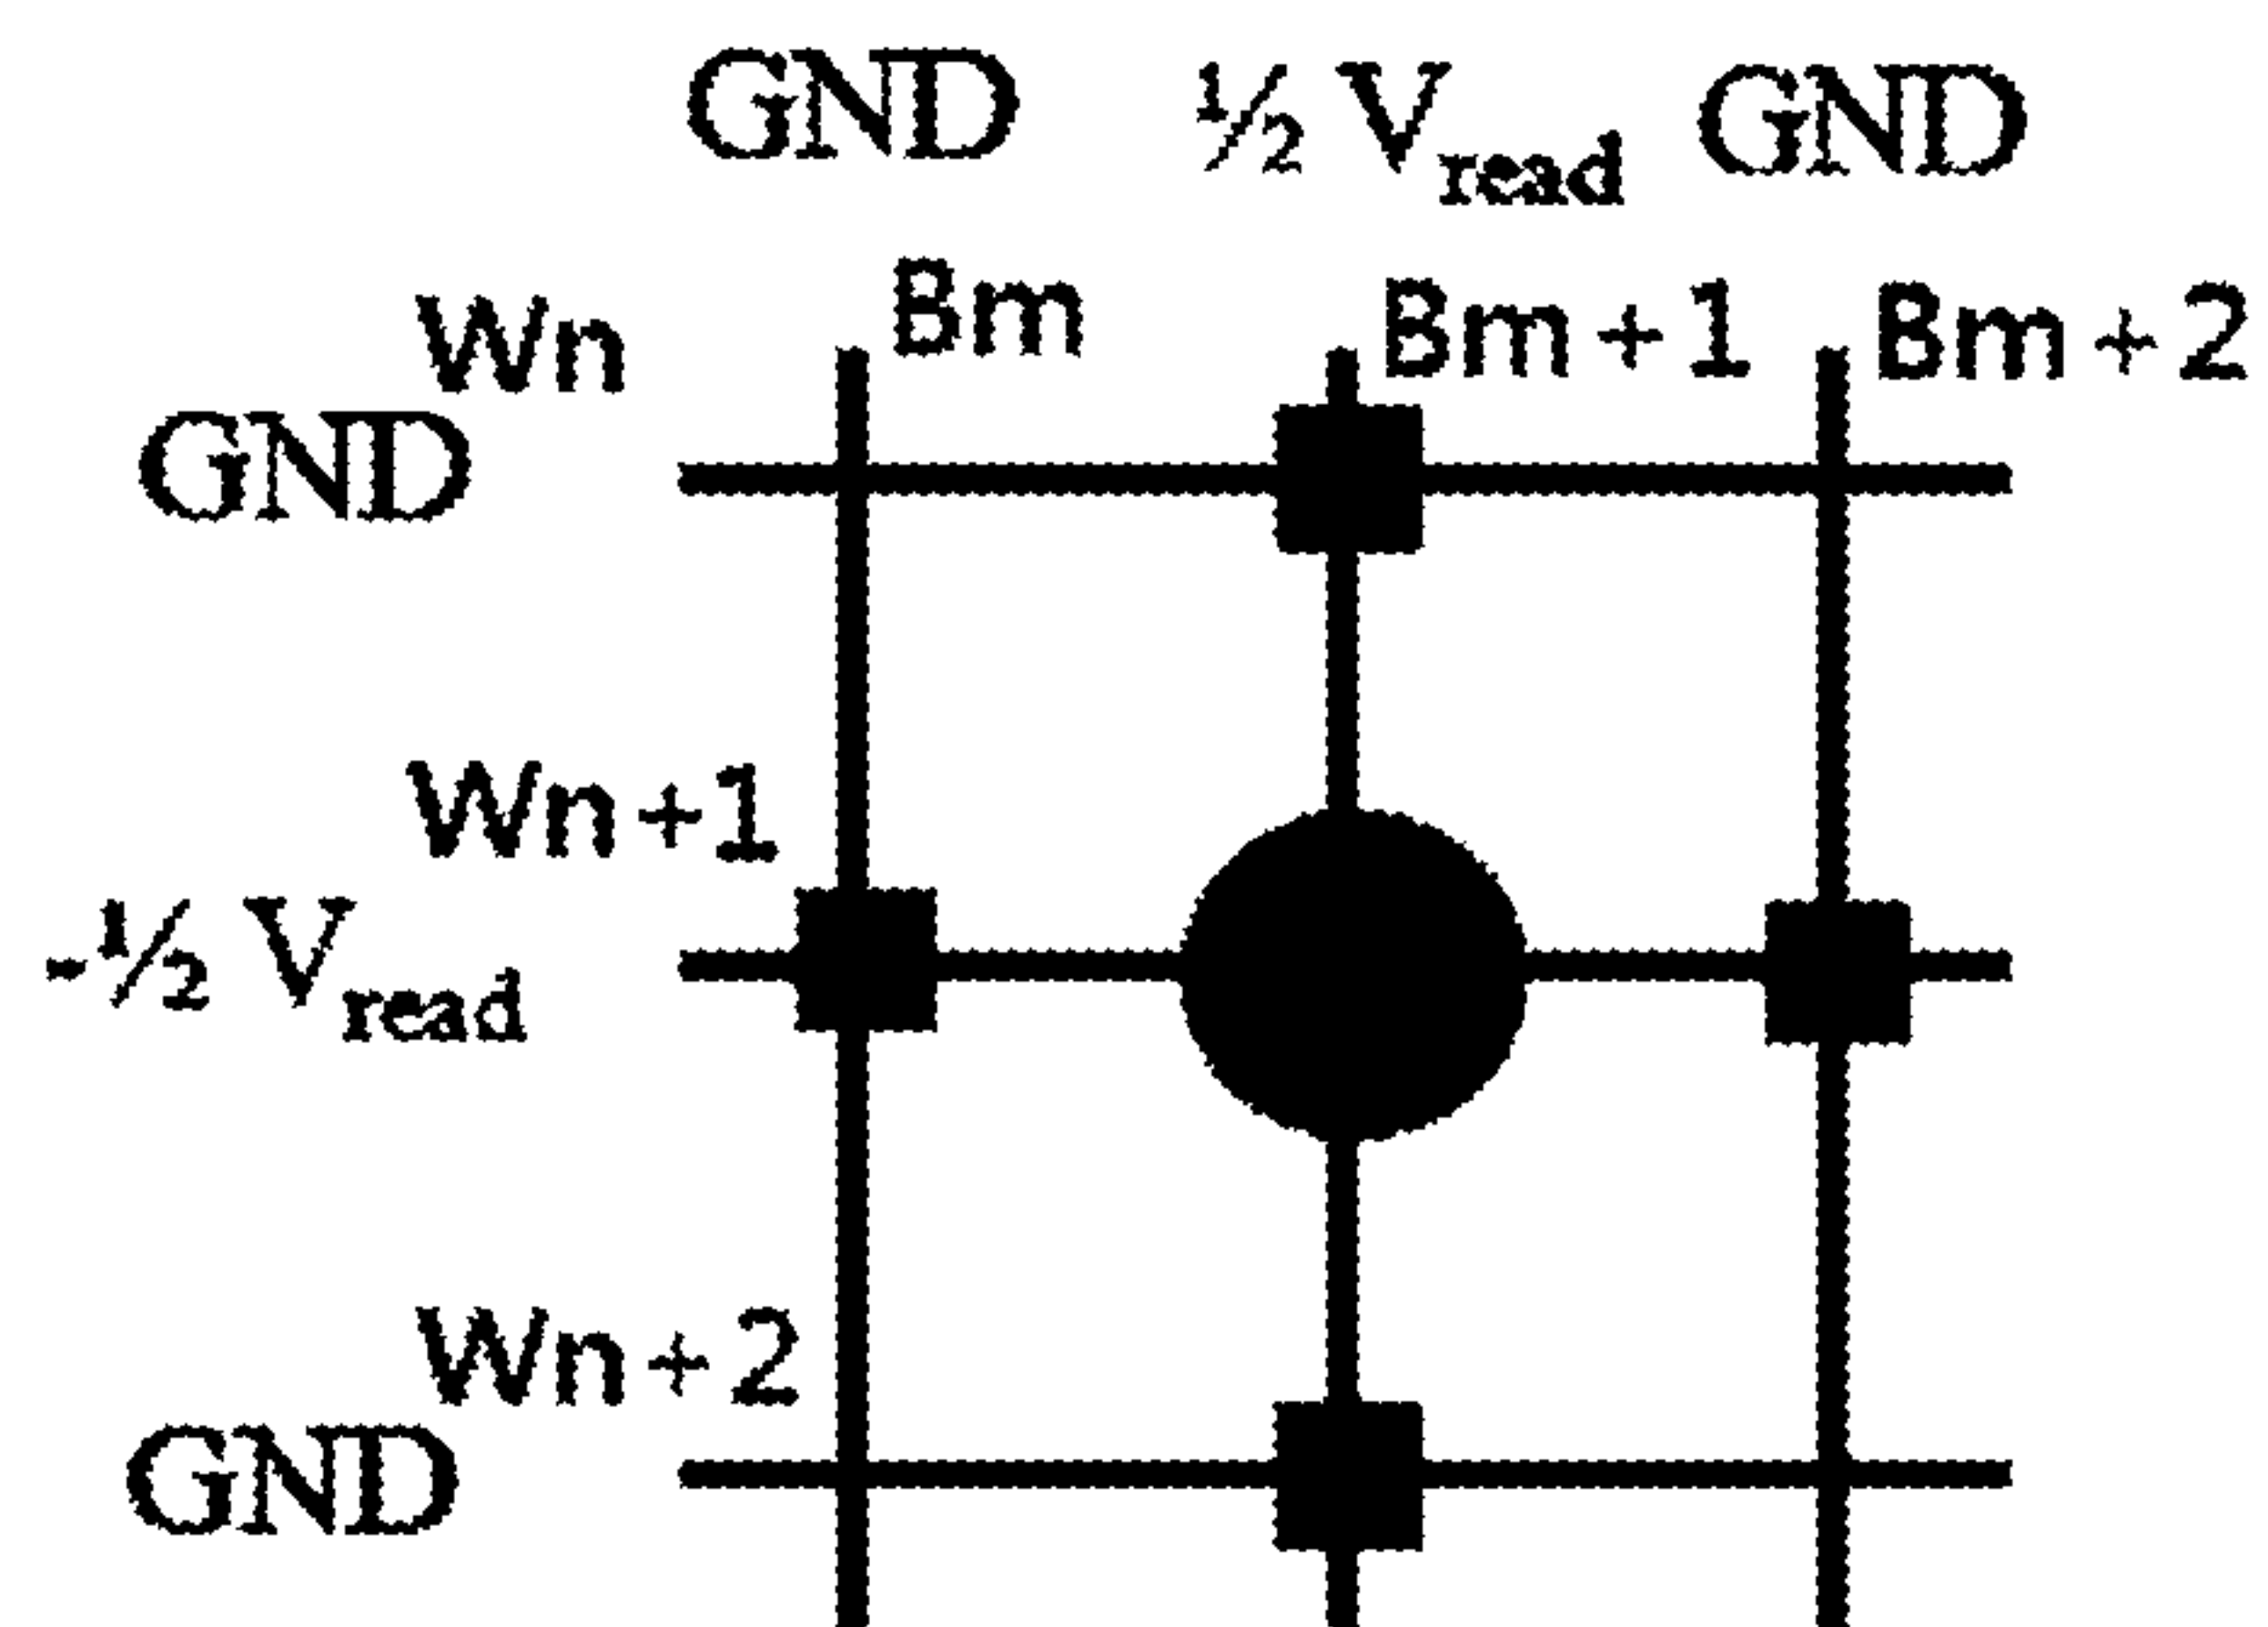 GND ½ Vread GND
Wn Bm Bm+1 Bm+2
GND
Wn+1
-½ Vread
Wn+2
GND